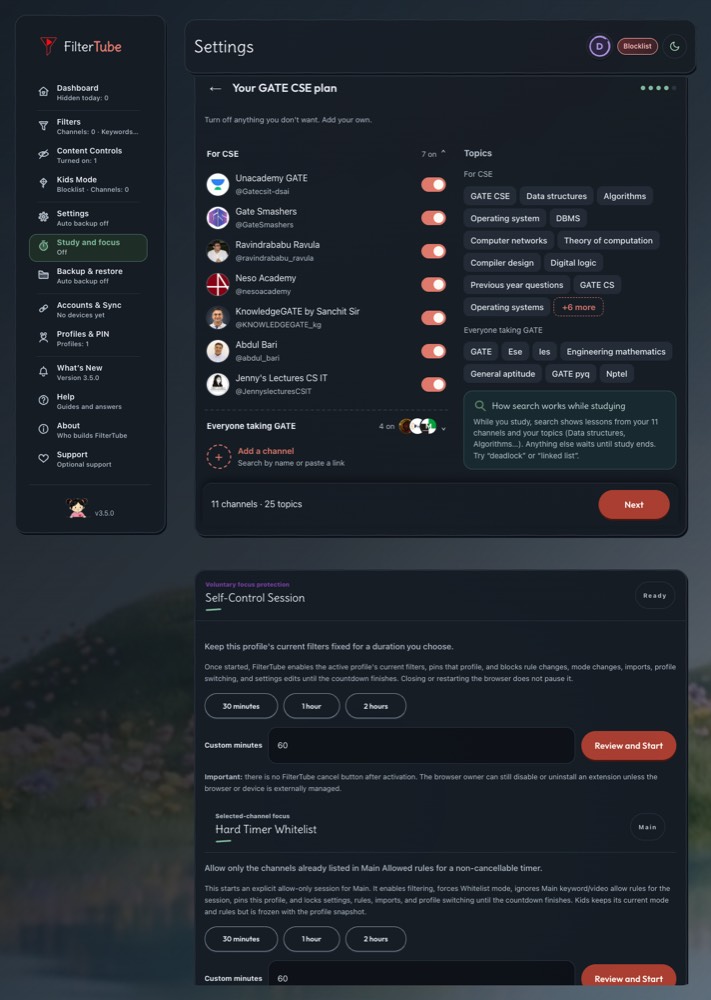 FilterTube
Dashboard
Hidden today: 0
Filters
Channels: 0 · Keywords...
Content Controls
Turned on: 1
Kids Mode
Blocklist · Channels: 0
Settings
Auto backup off
Study and focus
Off
Backup & restore
Auto backup off
Accounts & Sync
No devices yet
Profiles & PIN
Profiles: 1
What's New
Version 3.5.0
Help
Guides and answers
About
Who builds FilterTube
Support
Optional support
v3.5.0
Settings
D
Blocklist
← Your GATE CSE plan
Turn off anything you don't want. Add your own.
For CSE
7 on
Unacademy GATE
@Gatecsit-dsai
Gate Smashers
@GateSmashers
Ravindrababu Ravula
@ravindrababu_ravula
Neso Academy
@nesoacademy
KnowledgeGATE by Sanchit Sir
@KNOWLEDGEGATE_kg
Abdul Bari
@abdul_bari
Jenny's Lectures CS IT
@JennyslecturesCSIT
Everyone taking GATE
4 on
+
Add a channel
Search by name or paste a link
Topics
For CSE
GATE CSE
Data structures
Algorithms
Operating system
DBMS
Computer networks
Theory of computation
Compiler design
Digital logic
Previous year questions
GATE CS
Operating systems
+6 more
Everyone taking GATE
GATE
Ese
Ies
Engineering mathematics
General aptitude
GATE pyq
Nptel
How search works while studying
While you study, search shows lessons from your 11
channels and your topics (Data structures,
Algorithms...). Anything else waits until study ends.
Try "deadlock" or "linked list".
11 channels · 25 topics
Next
Voluntary focus protection
Self-Control Session
Ready
Keep this profile's current filters fixed for a duration you choose.
Once started, FilterTube enables the active profile's current filters, pins that profile, and blocks rule changes, mode changes, imports, profile
switching, and settings edits until the countdown finishes. Closing or restarting the browser does not pause it.
30 minutes
1 hour
2 hours
Custom minutes
60
Review and Start
Important: there is no FilterTube cancel button after activation. The browser owner can still disable or uninstall an extension unless the
browser or device is externally managed.
Selected-channel focus
Hard Timer Whitelist
Main
Allow only the channels already listed in Main Allowed rules for a non-cancellable timer.
This starts an explicit allow-only session for Main. It enables filtering, forces Whitelist mode, ignores Main keyword/video allow rules for the
session, pins this profile, and locks settings, rules, imports, and profile switching until the countdown finishes. Kids keeps its current mode
and rules but is frozen with the profile snapshot.
30 minutes
1 hour
2 hours
Custom minutes
60
Review and Start